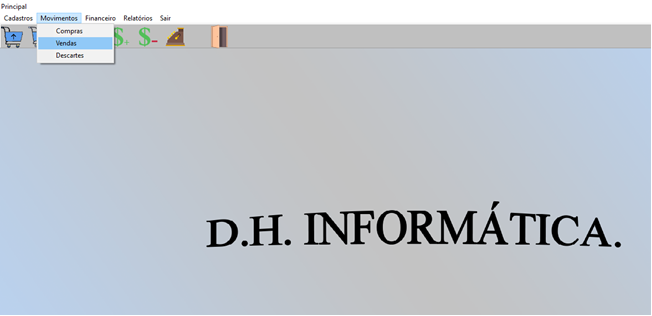 Principal
Cadastros Movimentos Financeiro Relatórios Sair
Compras
Vendas
Descartes
$+ $-
D.H. INFORMÁTICA.